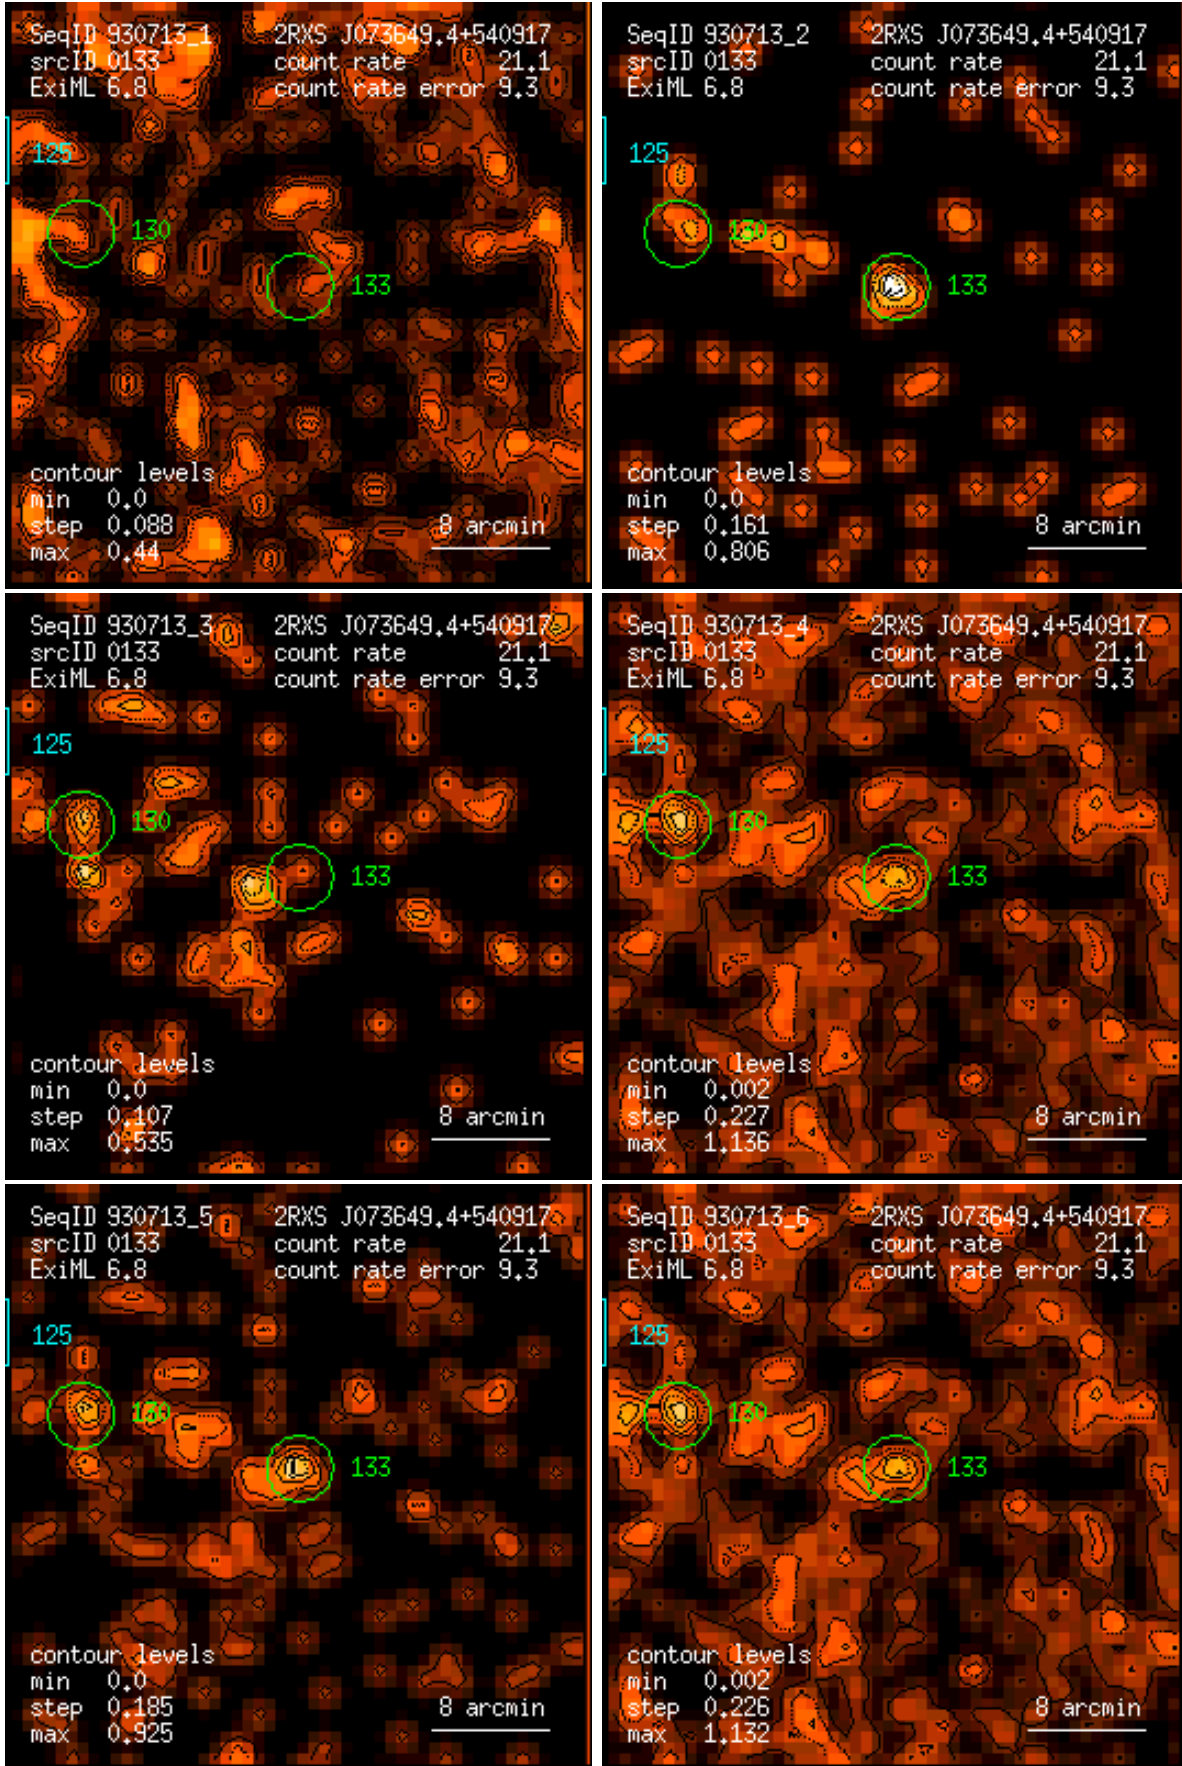 SeqID 930713_1 2RXS J073649.4+540917
srcID 0133 count rate 21.1
ExiML 6.8 count rate error 9.3
125
130
133
contour levels
min 0.0
step 0.088 8 arcmin
max 0.44
SeqID 930713_2 2RXS J073649.4+540917
srcID 0133 count rate 21.1
ExiML 6.8 count rate error 9.3
125
130
133
contour levels
min 0.0
step 0.161 8 arcmin
max 0.806
SeqID 930713_3 2RXS J073649.4+540917
srcID 0133 count rate 21.1
ExiML 6.8 count rate error 9.3
125
130
133
contour levels
min 0.0
step 0.107 8 arcmin
max 0.535
SeqID 930713_4 2RXS J073649.4+540917
srcID 0133 count rate 21.1
ExiML 6.8 count rate error 9.3
125
130
133
contour levels
min 0.002
step 0.227 8 arcmin
max 1.136
SeqID 930713_5 2RXS J073649.4+540917
srcID 0133 count rate 21.1
ExiML 6.8 count rate error 9.3
125
130
133
contour levels
min 0.0
step 0.185 8 arcmin
max 0.925
SeqID 930713_6 2RXS J073649.4+540917
srcID 0133 count rate 21.1
ExiML 6.8 count rate error 9.3
125
130
133
contour levels
min 0.002
step 0.226 8 arcmin
max 1.132